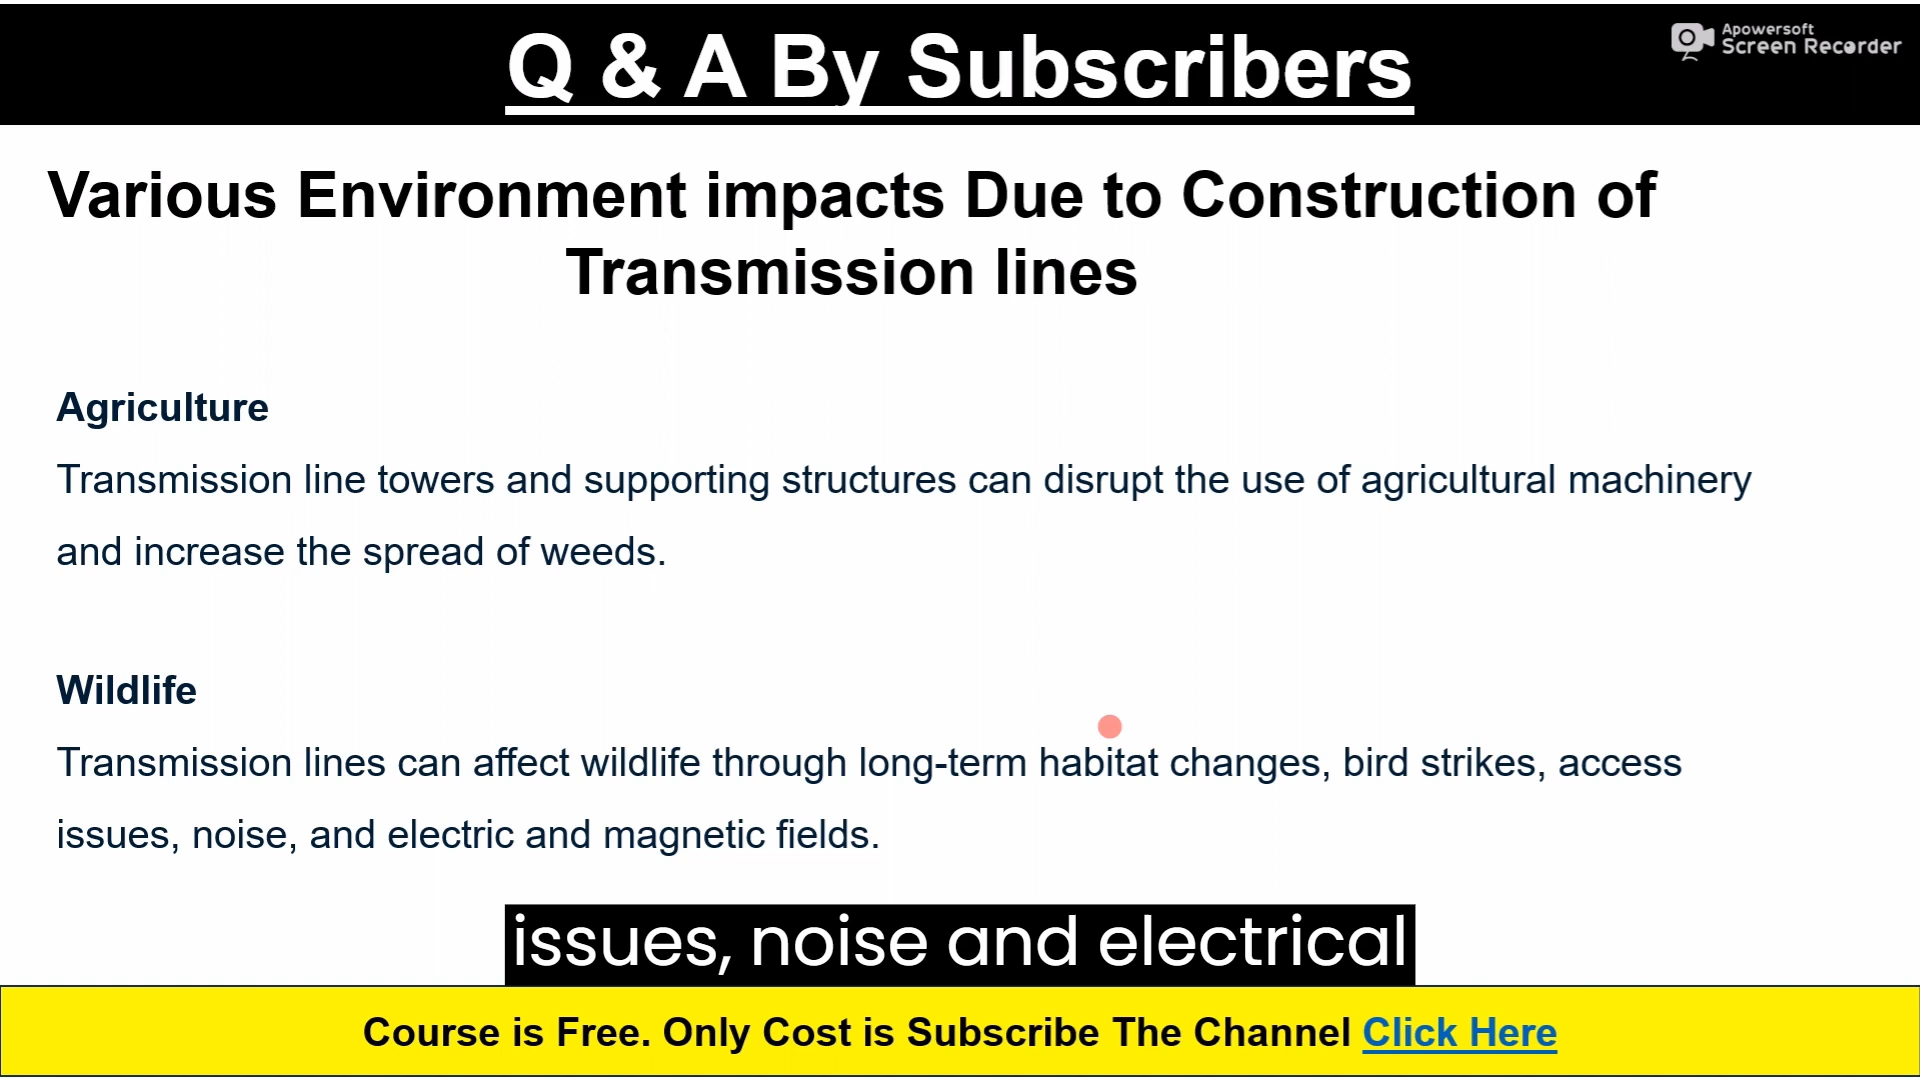 Q & A By Subscribers
Apowersoft
Screen Recorder
Various Environment impacts Due to Construction of
Transmission lines
Agriculture
Transmission line towers and supporting structures can disrupt the use of agricultural machinery
and increase the spread of weeds.
Wildlife
Transmission lines can affect wildlife through long-term habitat changes, bird strikes, access
issues, noise, and electric and magnetic fields.
issues, noise and electrical
Course is Free. Only Cost is Subscribe The Channel Click Here